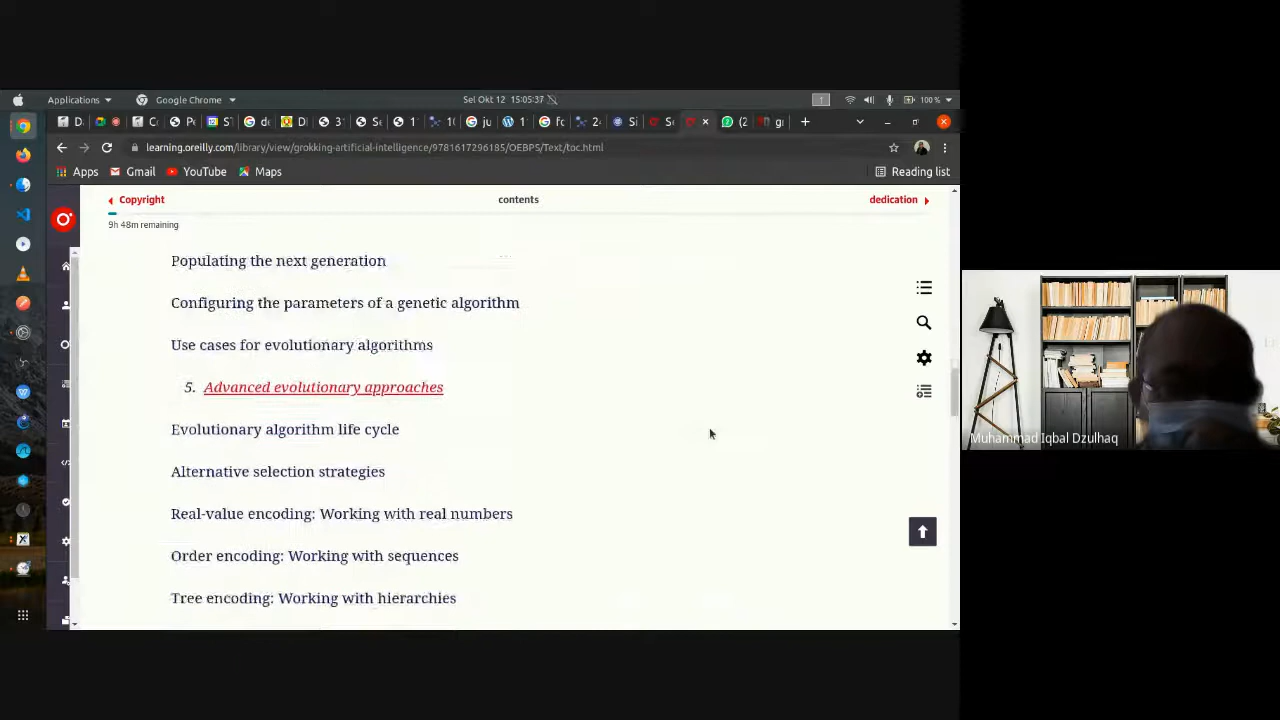 Applications
Google Chrome
Sel Okt 12 15:05:37
100 %
learning.oreilly.com/library/view/grokking-artificial-intelligence/9781617296185/OEBPS/Text/toc.html
Apps
Gmail
YouTube
Maps
Reading list
Copyright
contents
dedication
9h 48m remaining
Populating the next generation
Configuring the parameters of a genetic algorithm
Use cases for evolutionary algorithms
5. Advanced evolutionary approaches
Evolutionary algorithm life cycle
Alternative selection strategies
Real-value encoding: Working with real numbers
Order encoding: Working with sequences
Tree encoding: Working with hierarchies
Muhammad Iqbal Dzulhaq